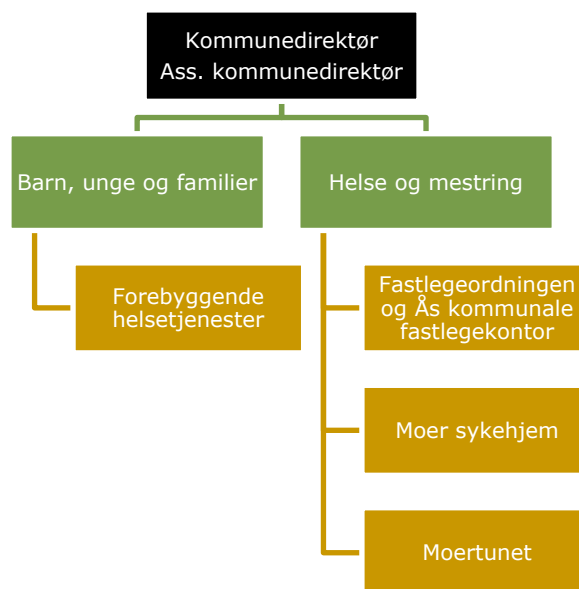 Kommunedirektør
Ass. kommunedirektør
Barn, unge og familier
Helse og mestring
Forebyggende
helsetjenester
Fastlegeordningen
og Ås kommunale
fastlegekontor
Moer sykehjem
Moertunet